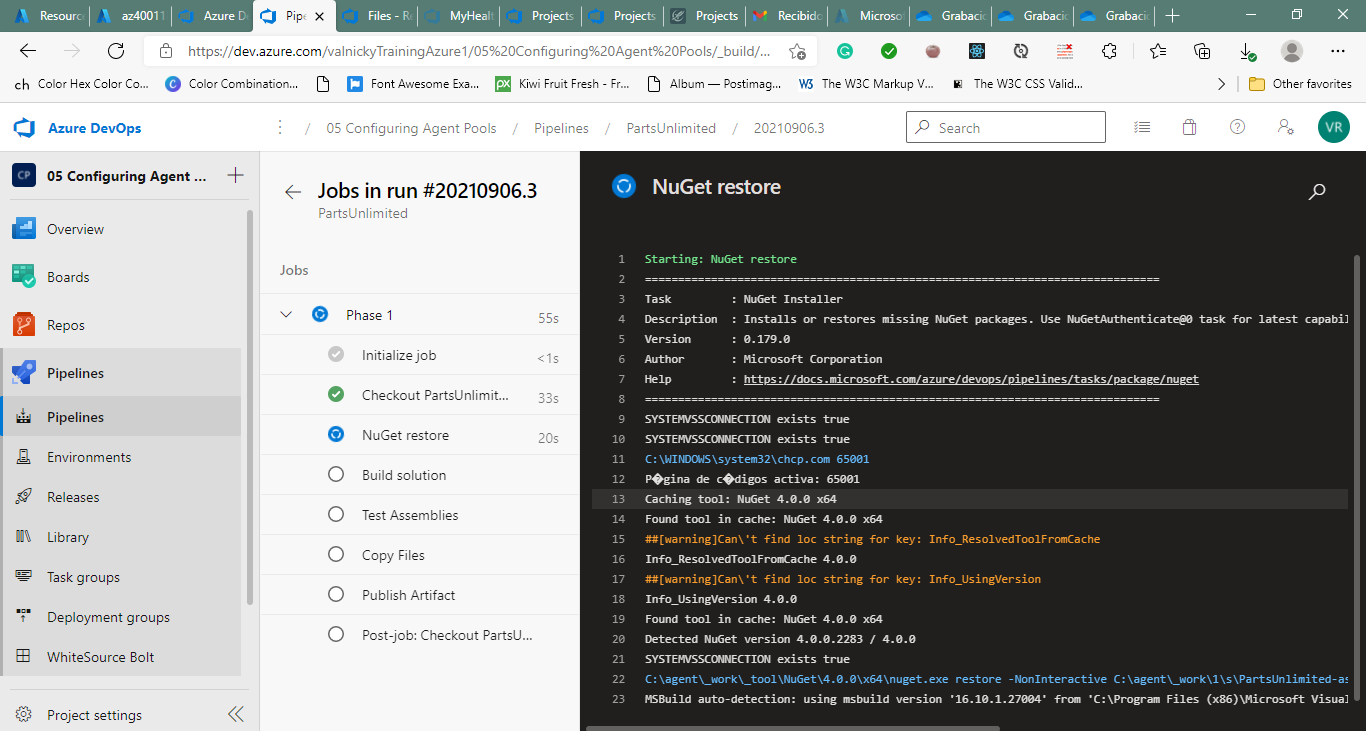 Resourc
az40011
Azure De
Pipe
Files - Re
MyHealt
Projects
Projects
Projects
Recibido
Microsof
Grabacic
Grabacic
Grabacic
https://dev.azure.com/valnickyTrainingAzure1/05%20Configuring%20Agent%20Pools/_build/...
ch Color Hex Color Co...
Color Combination...
Font Awesome Exa...
px Kiwi Fruit Fresh - Fr...
Album — Postimag...
W3 The W3C Markup V...
The W3C CSS Valid...
Other favorites
Azure DevOps
/ 05 Configuring Agent Pools / Pipelines / PartsUnlimited / 20210906.3
Search
VR
CP 05 Configuring Agent ...
Overview
Boards
Repos
Pipelines
Pipelines
Environments
Releases
Library
Task groups
Deployment groups
WhiteSource Bolt
Project settings
Jobs in run #20210906.3
PartsUnlimited
Jobs
Phase 1 55s
Initialize job <1s
Checkout PartsUnlimit... 33s
NuGet restore 20s
Build solution
Test Assemblies
Copy Files
Publish Artifact
Post-job: Checkout PartsU...
NuGet restore
1 Starting: NuGet restore
2 ==============================================================================
3 Task : NuGet Installer
4 Description : Installs or restores missing NuGet packages. Use NuGetAuthenticate@0 task for latest capabil
5 Version : 0.179.0
6 Author : Microsoft Corporation
7 Help : https://docs.microsoft.com/azure/devops/pipelines/tasks/package/nuget
8 ==============================================================================
9 SYSTEMVSSCONNECTION exists true
10 SYSTEMVSSCONNECTION exists true
11 C:\WINDOWS\system32\chcp.com 65001
12 P�gina de c�digos activa: 65001
13 Caching tool: NuGet 4.0.0 x64
14 Found tool in cache: NuGet 4.0.0 x64
15 ##[warning]Can\'t find loc string for key: Info_ResolvedToolFromCache
16 Info_ResolvedToolFromCache 4.0.0
17 ##[warning]Can\'t find loc string for key: Info_UsingVersion
18 Info_UsingVersion 4.0.0
19 Found tool in cache: NuGet 4.0.0 x64
20 Detected NuGet version 4.0.0.2283 / 4.0.0
21 SYSTEMVSSCONNECTION exists true
22 C:\agent\_work\_tool\NuGet\4.0.0\x64\nuget.exe restore -NonInteractive C:\agent\_work\1\s\PartsUnlimited-as
23 MSBuild auto-detection: using msbuild version '16.10.1.27004' from 'C:\Program Files (x86)\Microsoft Visual